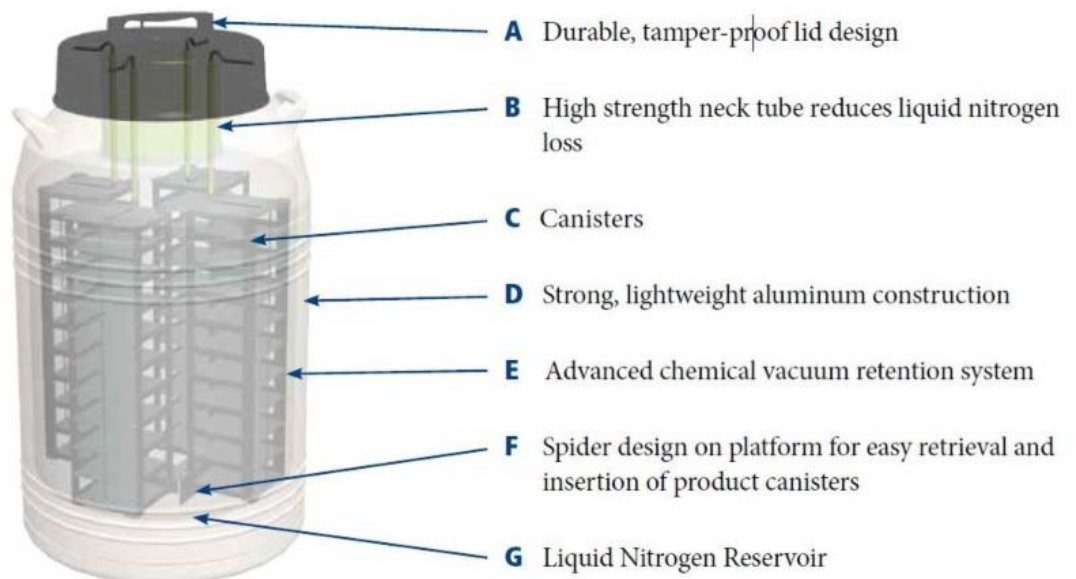 A Durable, tamper-proof lid design
B High strength neck tube reduces liquid nitrogen
loss
C Canisters
D Strong, lightweight aluminum construction
E Advanced chemical vacuum retention system
F Spider design on platform for easy retrieval and
insertion of product canisters
G Liquid Nitrogen Reservoir